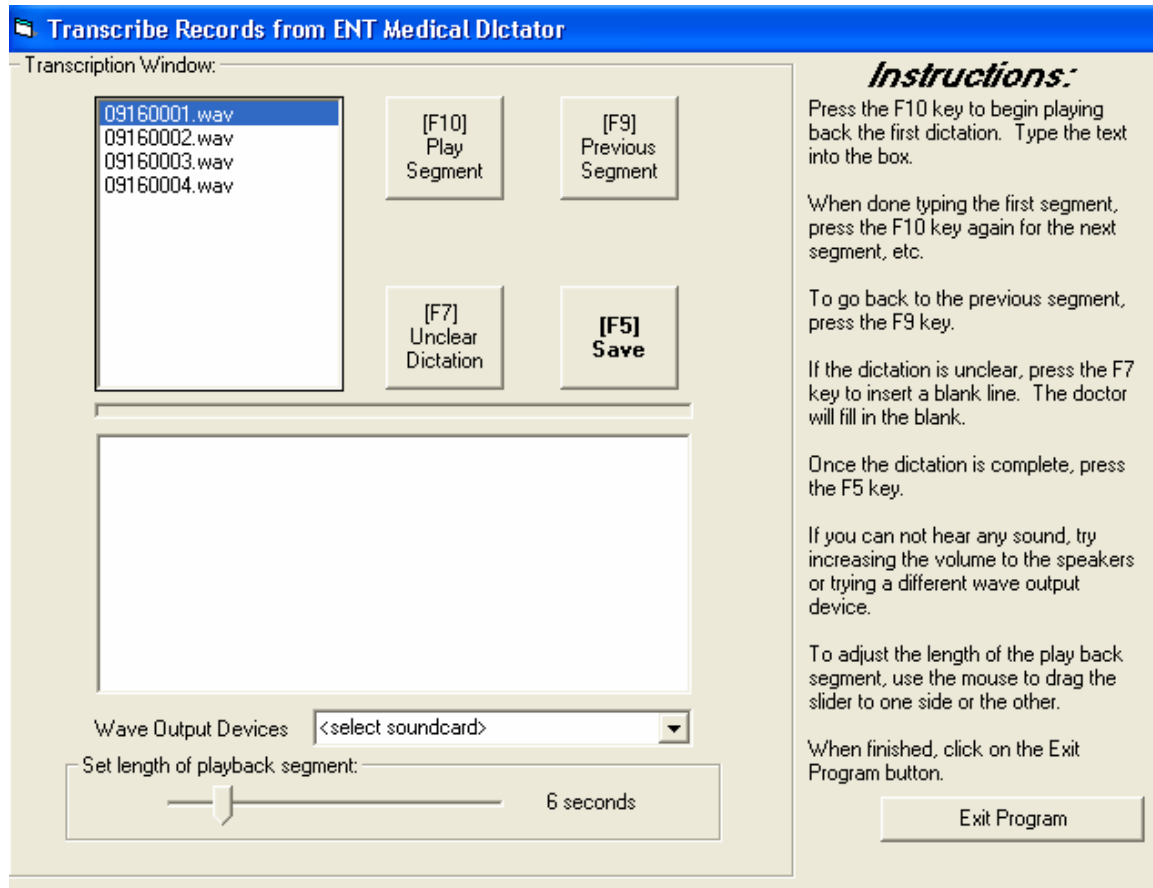 Transcribe Records from ENT Medical DIctator
Transcription Window:
09160001.wav
09160002.wav
09160003.wav
09160004.wav
[F10]
Play
Segment
[F9]
Previous
Segment
[F7]
Unclear
Dictation
[F5]
Save
Wave Output Devices
<select soundcard>
Set length of playback segment:
6 seconds
Instructions:
Press the F10 key to begin playing
back the first dictation.  Type the text
into the box.
When done typing the first segment,
press the F10 key again for the next
segment, etc.
To go back to the previous segment,
press the F9 key.
If the dictation is unclear, press the F7
key to insert a blank line.  The doctor
will fill in the blank.
Once the dictation is complete, press
the F5 key.
If you can not hear any sound, try
increasing the volume to the speakers
or trying a different wave output
device.
To adjust the length of the play back
segment, use the mouse to drag the
slider to one side or the other.
When finished, click on the Exit
Program button.
Exit Program